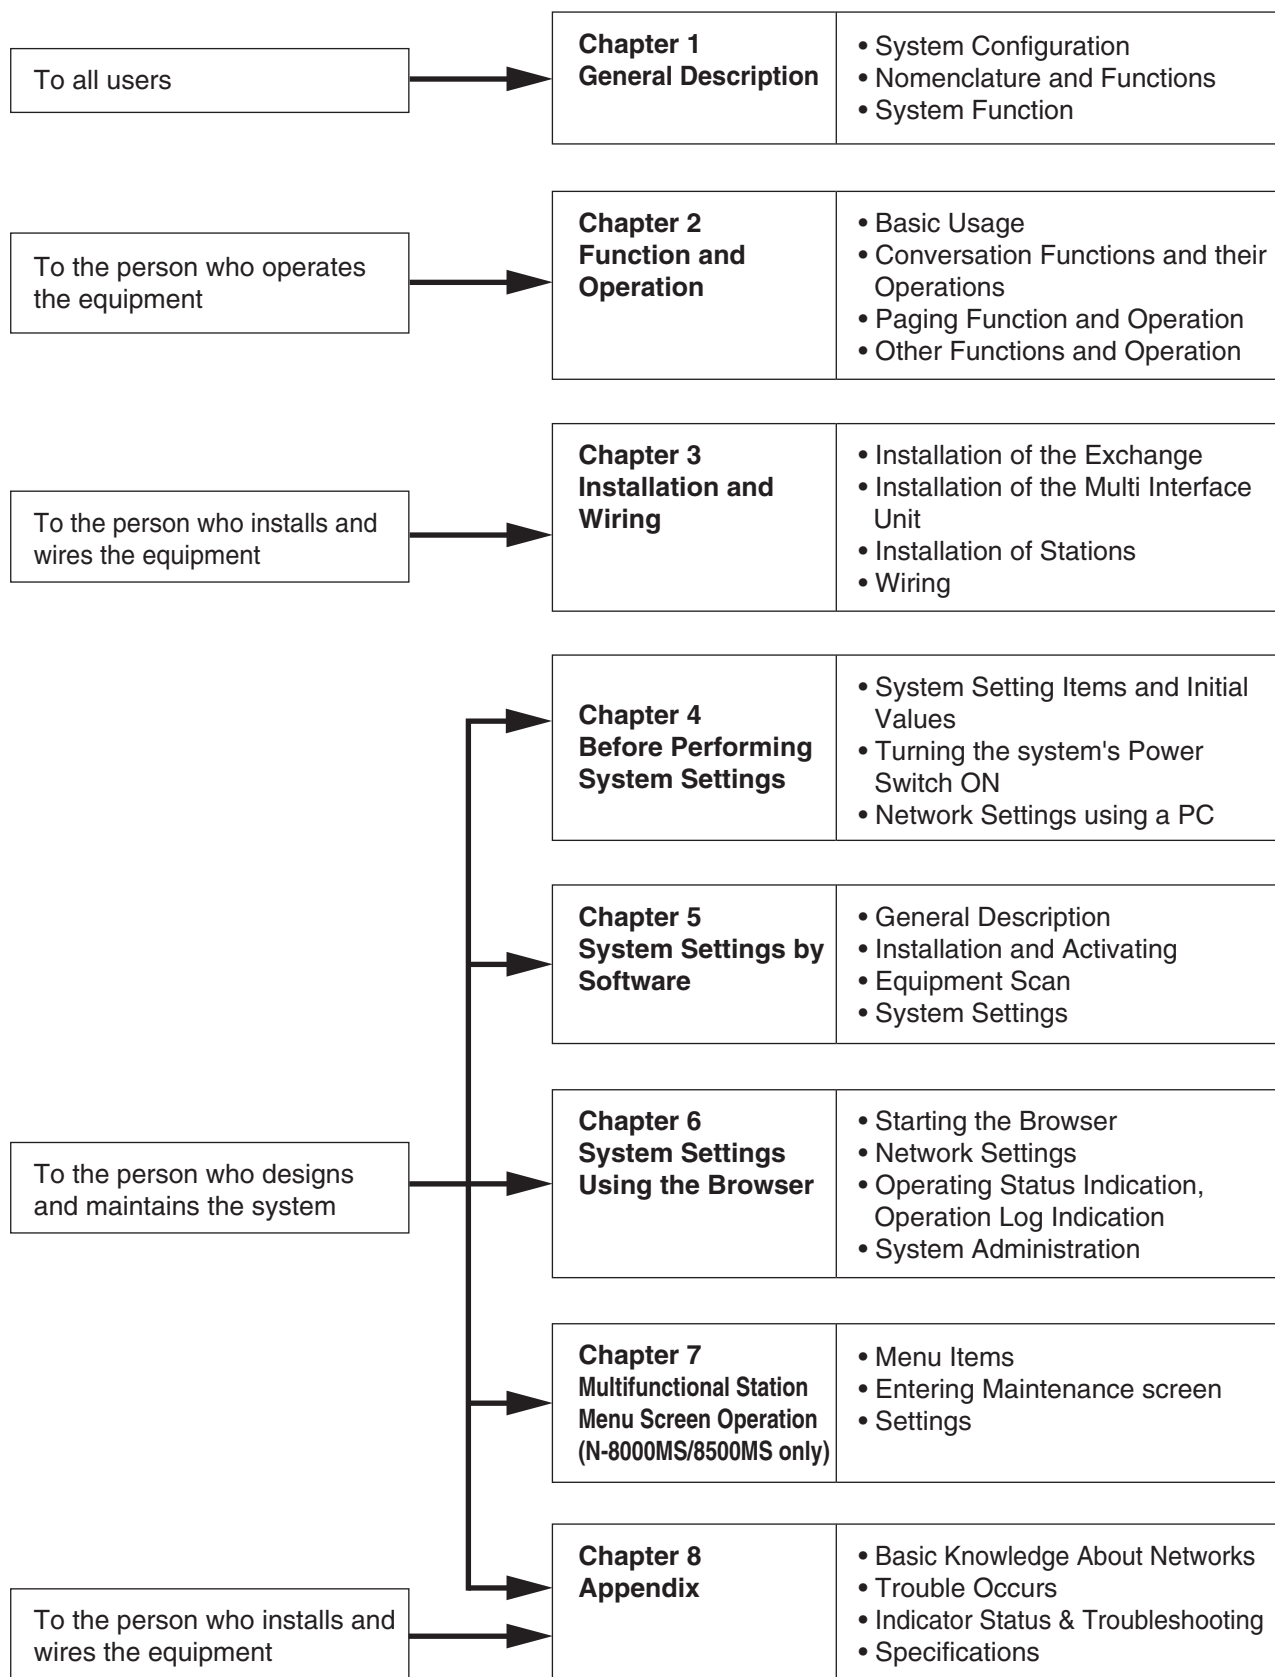 To all users
Chapter 1
General Description
• System Configuration
• Nomenclature and Functions
• System Function
To the person who operates
the equipment
Chapter 2
Function and
Operation
• Basic Usage
• Conversation Functions and their
Operations
• Paging Function and Operation
• Other Functions and Operation
To the person who installs and
wires the equipment
Chapter 3
Installation and
Wiring
• Installation of the Exchange
• Installation of the Multi Interface
Unit
• Installation of Stations
• Wiring
To the person who designs
and maintains the system
Chapter 4
Before Performing
System Settings
• System Setting Items and Initial
Values
• Turning the system's Power
Switch ON
• Network Settings using a PC
Chapter 5
System Settings by
Software
• General Description
• Installation and Activating
• Equipment Scan
• System Settings
Chapter 6
System Settings
Using the Browser
• Starting the Browser
• Network Settings
• Operating Status Indication,
Operation Log Indication
• System Administration
Chapter 7
Multifunctional Station
Menu Screen Operation
(N-8000MS/8500MS only)
• Menu Items
• Entering Maintenance screen
• Settings
To the person who installs and
wires the equipment
Chapter 8
Appendix
• Basic Knowledge About Networks
• Trouble Occurs
• Indicator Status & Troubleshooting
• Specifications